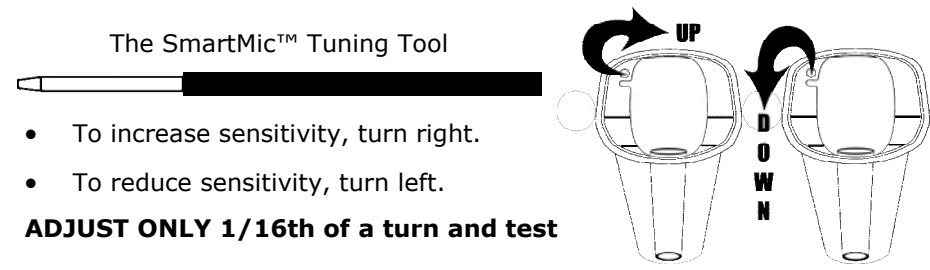 The SmartMic™ Tuning Tool
• To increase sensitivity, turn right.
• To reduce sensitivity, turn left.
ADJUST ONLY 1/16th of a turn and test
UP
DOWN